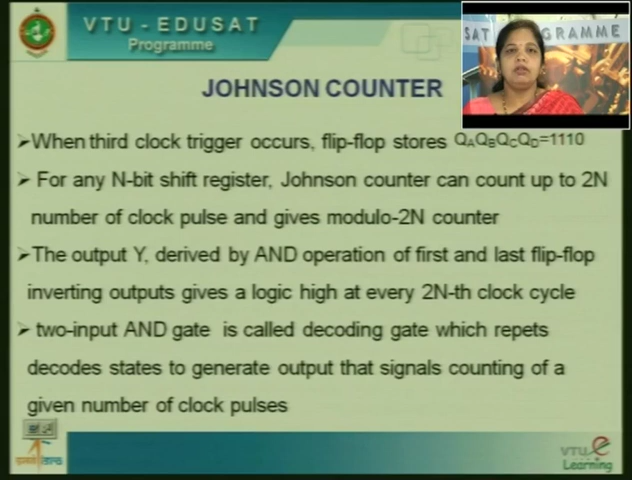 VTU - EDUSAT
Programme
SAT PROGRAMME
JOHNSON COUNTER
➢When third clock trigger occurs, flip-flop stores QAQBQCQD=1110
➢ For any N-bit shift register, Johnson counter can count up to 2N
number of clock pulse and gives modulo-2N counter
➢The output Y, derived by AND operation of first and last flip-flop
inverting outputs gives a logic high at every 2N-th clock cycle
➢ two-input AND gate is called decoding gate which repets
decodes states to generate output that signals counting of a
given number of clock pulses
VTU e
Learning